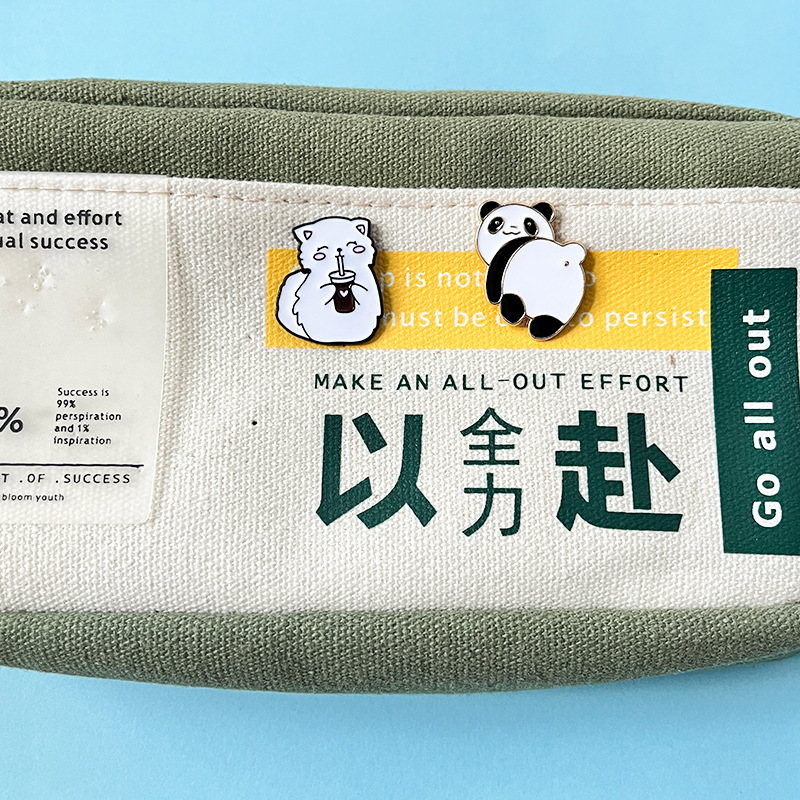 at and effort
ual success
%
Success is
99%
perspiration
and 1%
inspiration
T .OF .SUCCESS
bloom youth
p is not
must be to persist
MAKE AN ALL-OUT EFFORT
以全力赴
Go all out